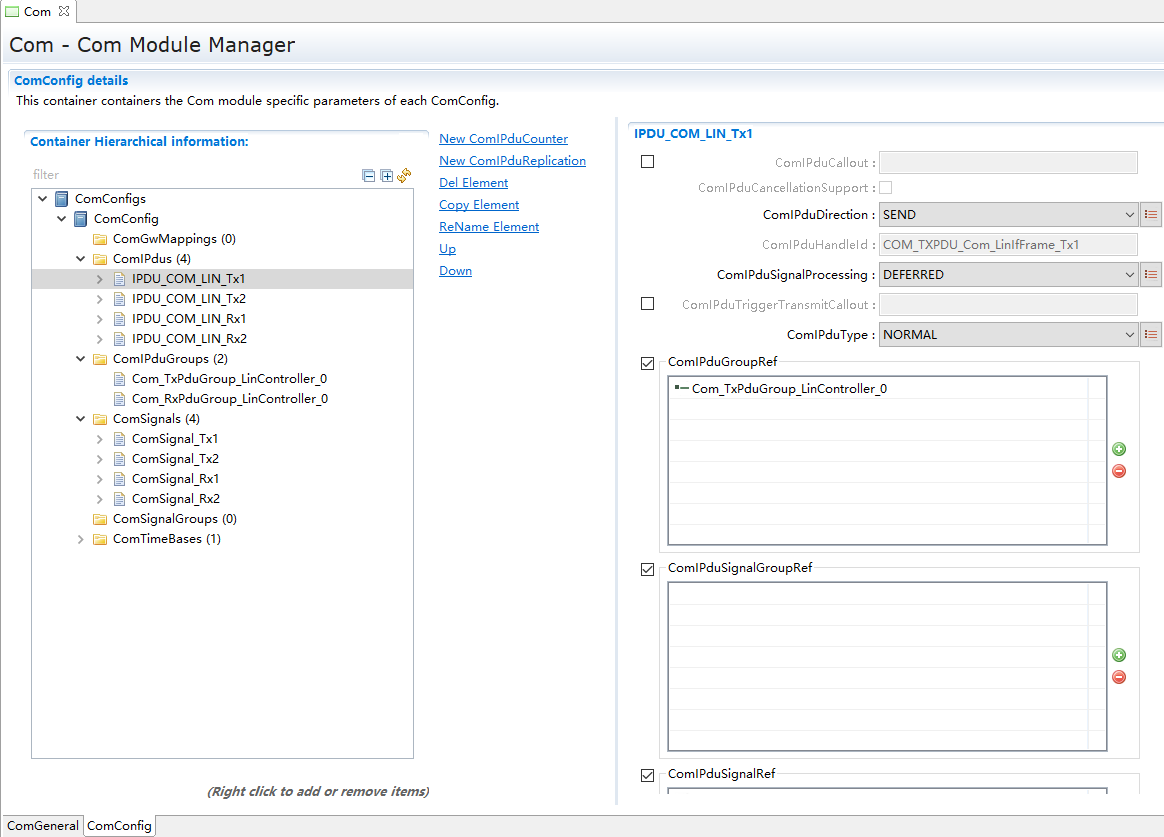 Com
Com - Com Module Manager
ComConfig details
This container containers the Com module specific parameters of each ComConfig.
Container Hierarchical information:
filter
ComConfigs
ComConfig
ComGwMappings (0)
ComIPdus (4)
IPDU_COM_LIN_Tx1
IPDU_COM_LIN_Tx2
IPDU_COM_LIN_Rx1
IPDU_COM_LIN_Rx2
ComIPduGroups (2)
Com_TxPduGroup_LinController_0
Com_RxPduGroup_LinController_0
ComSignals (4)
ComSignal_Tx1
ComSignal_Tx2
ComSignal_Rx1
ComSignal_Rx2
ComSignalGroups (0)
ComTimeBases (1)
(Right click to add or remove items)
New ComIPduCounter
New ComIPduReplication
Del Element
Copy Element
ReName Element
Up
Down
IPDU_COM_LIN_Tx1
ComIPduCallout :
ComIPduCancellationSupport :
ComIPduDirection : SEND
ComIPduHandleId : COM_TXPDU_Com_LinIfFrame_Tx1
ComIPduSignalProcessing : DEFERRED
ComIPduTriggerTransmitCallout :
ComIPduType : NORMAL
ComIPduGroupRef
Com_TxPduGroup_LinController_0
ComIPduSignalGroupRef
ComIPduSignalRef
ComGeneral ComConfig